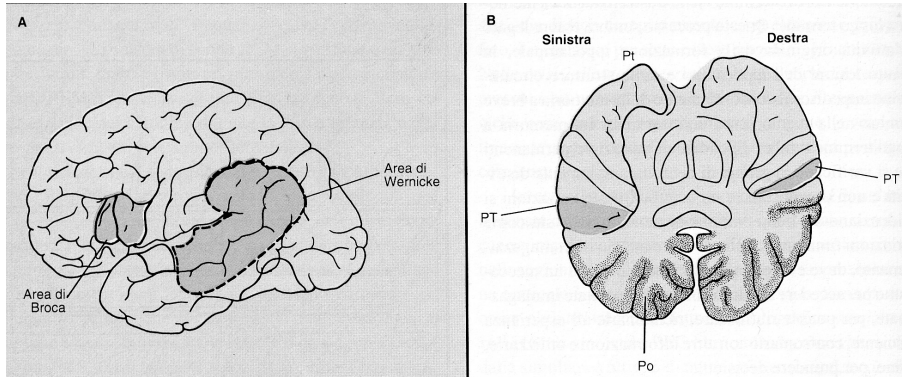 A
Area di
Wernicke
Area di
Broca
B
Sinistra
Destra
Pt
PT
PT
Po